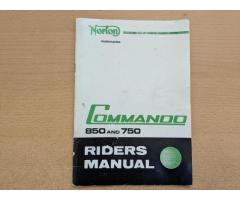 Norton
COMMANDO
850 AND 750
RIDERS
MANUAL